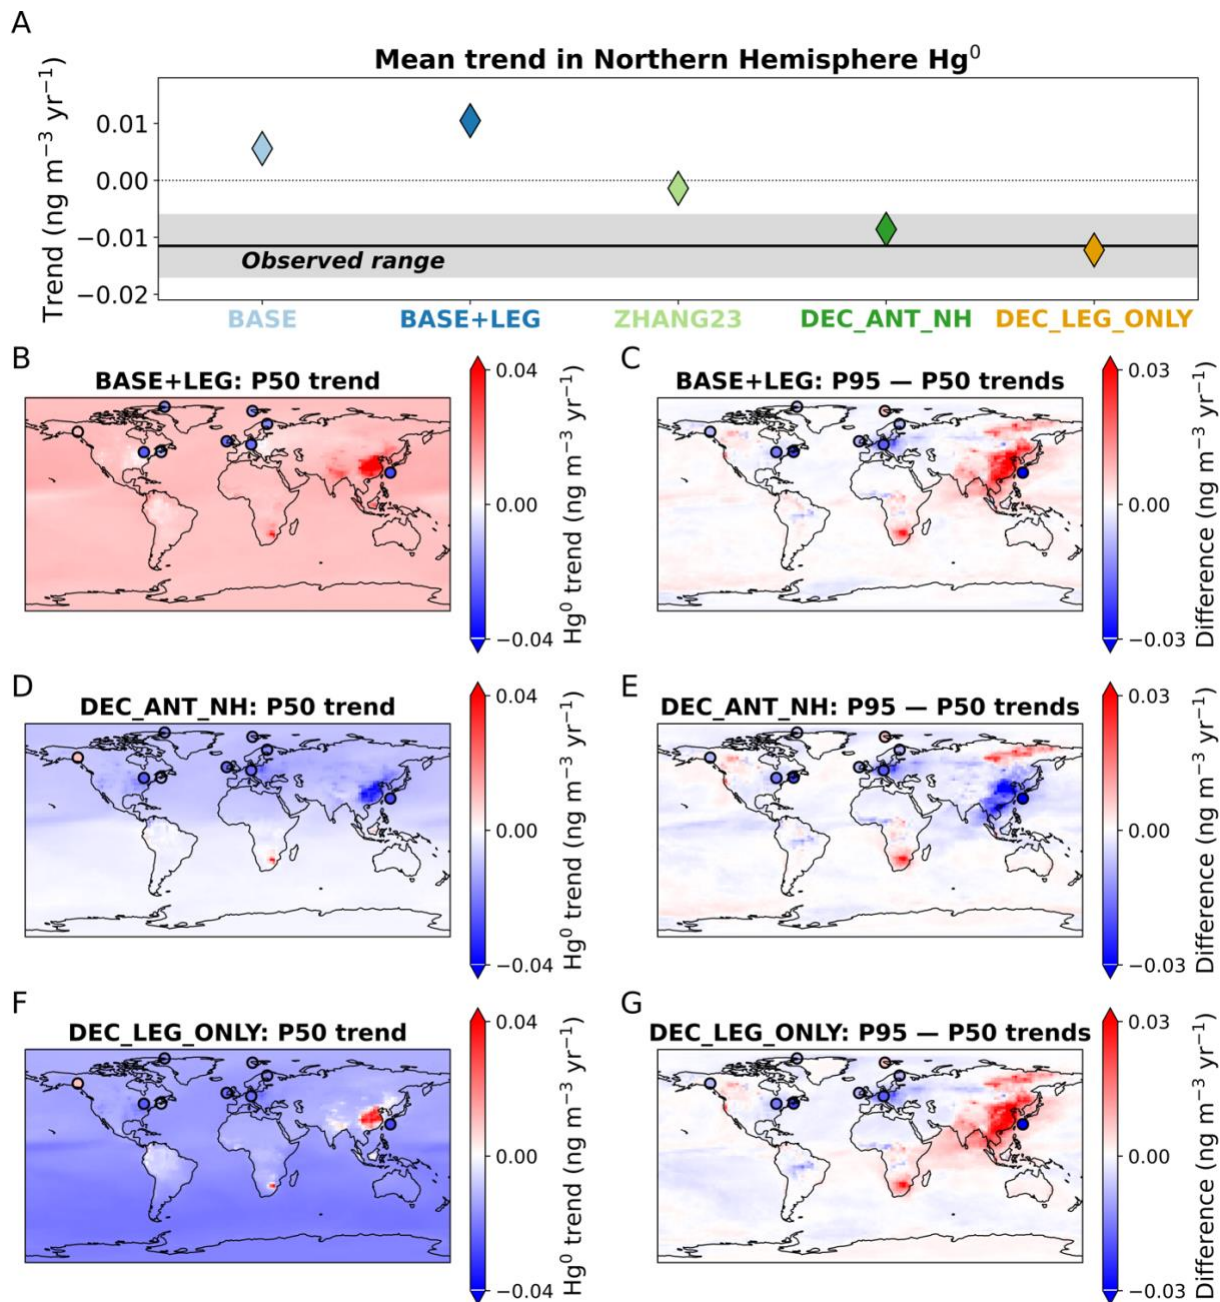 A
Mean trend in Northern Hemisphere Hg⁰
Trend (ng m⁻³ yr⁻¹)
0.01
0.00
−0.01
−0.02
Observed range
BASE
BASE+LEG
ZHANG23
DEC_ANT_NH
DEC_LEG_ONLY
B
BASE+LEG: P50 trend
0.04
0.00
−0.04
Hg⁰ trend (ng m⁻³ yr⁻¹)
C
BASE+LEG: P95 — P50 trends
0.03
0.00
−0.03
Difference (ng m⁻³ yr⁻¹)
D
DEC_ANT_NH: P50 trend
0.04
0.00
−0.04
Hg⁰ trend (ng m⁻³ yr⁻¹)
E
DEC_ANT_NH: P95 — P50 trends
0.03
0.00
−0.03
Difference (ng m⁻³ yr⁻¹)
F
DEC_LEG_ONLY: P50 trend
0.04
0.00
−0.04
Hg⁰ trend (ng m⁻³ yr⁻¹)
G
DEC_LEG_ONLY: P95 — P50 trends
0.03
0.00
−0.03
Difference (ng m⁻³ yr⁻¹)